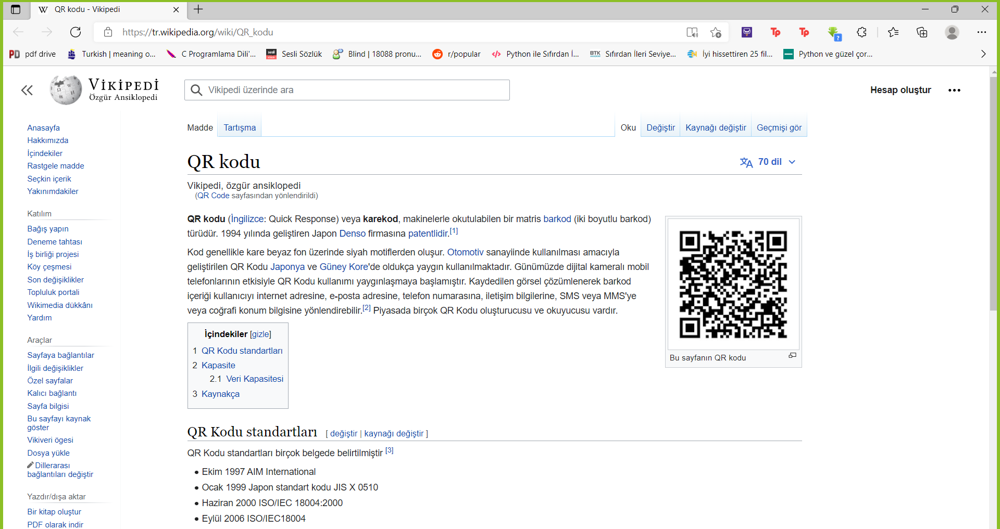 QR kodu - Vikipedi
https://tr.wikipedia.org/wiki/QR_kodu
pdf drive
Turkish | meaning o...
C Programlama Dili'...
Sesli Sözlük
Blind | 18088 pronu...
r/popular
Python ile Sıfırdan İ...
Sıfırdan İleri Seviye...
İyi hissettiren 25 fil...
Python ve güzel çor...
VİKİPEDİ
Özgür Ansiklopedi
Vikipedi üzerinde ara
Hesap oluştur
Anasayfa
Hakkımızda
İçindekiler
Rastgele madde
Seçkin içerik
Yakınımdakiler
Katılım
Bağış yapın
Deneme tahtası
İş birliği projesi
Köy çeşmesi
Son değişiklikler
Topluluk portali
Wikimedia dükkânı
Yardım
Araçlar
Sayfaya bağlantılar
İlgili değişiklikler
Özel sayfalar
Kalıcı bağlantı
Sayfa bilgisi
Bu sayfayı kaynak
göster
Vikiveri ögesi
Dosya yükle
Dillerarası
bağlantıları değiştir
Yazdır/dışa aktar
Bir kitap oluştur
PDF olarak indir
Madde Tartışma
Oku Değiştir Kaynağı değiştir Geçmişi gör
QR kodu
70 dil
Vikipedi, özgür ansiklopedi
(QR Code sayfasından yönlendirildi)
QR kodu (İngilizce: Quick Response) veya karekod, makinelerle okutulabilen bir matris barkod (iki boyutlu barkod)
türüdür. 1994 yılında geliştiren Japon Denso firmasına patentlidir.[1]
Kod genellikle kare beyaz fon üzerinde siyah motiflerden oluşur. Otomotiv sanayiinde kullanılması amacıyla
geliştirilen QR Kodu Japonya ve Güney Kore'de oldukça yaygın kullanılmaktadır. Günümüzde dijital kameralı mobil
telefonlarının etkisiyle QR Kodu kullanımı yaygınlaşmaya başlamıştır. Kaydedilen görsel çözümlenerek barkod
içeriği kullanıcıyı internet adresine, e-posta adresine, telefon numarasına, iletişim bilgilerine, SMS veya MMS'ye
veya coğrafi konum bilgisine yönlendirebilir.[2] Piyasada birçok QR Kodu oluşturucusu ve okuyucusu vardır.
Bu sayfanın QR kodu
İçindekiler [gizle]
1 QR Kodu standartları
2 Kapasite
2.1 Veri Kapasitesi
3 Kaynakça
QR Kodu standartları [ değiştir | kaynağı değiştir ]
QR Kodu standartları birçok belgede belirtilmiştir [3]
• Ekim 1997 AIM International
• Ocak 1999 Japon standart kodu JIS X 0510
• Haziran 2000 ISO/IEC 18004:2000
• Eylül 2006 ISO/IEC18004